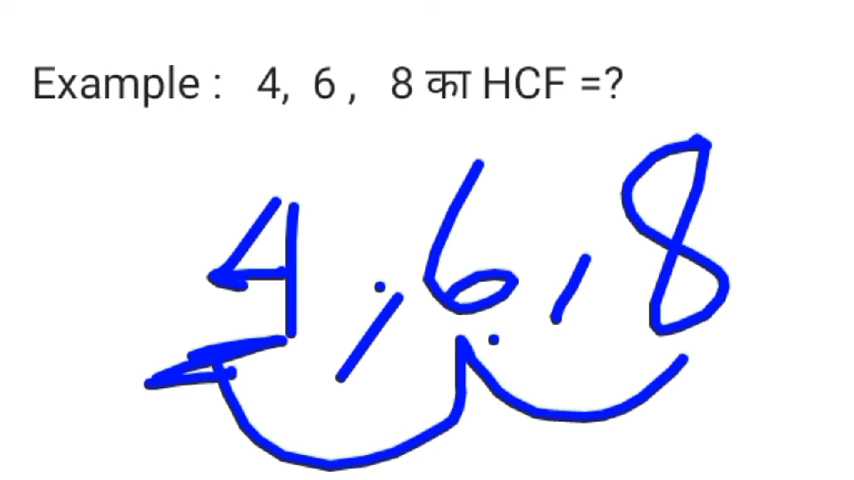 Example : 4, 6 , 8 का HCF =?
4 , 6 , 8